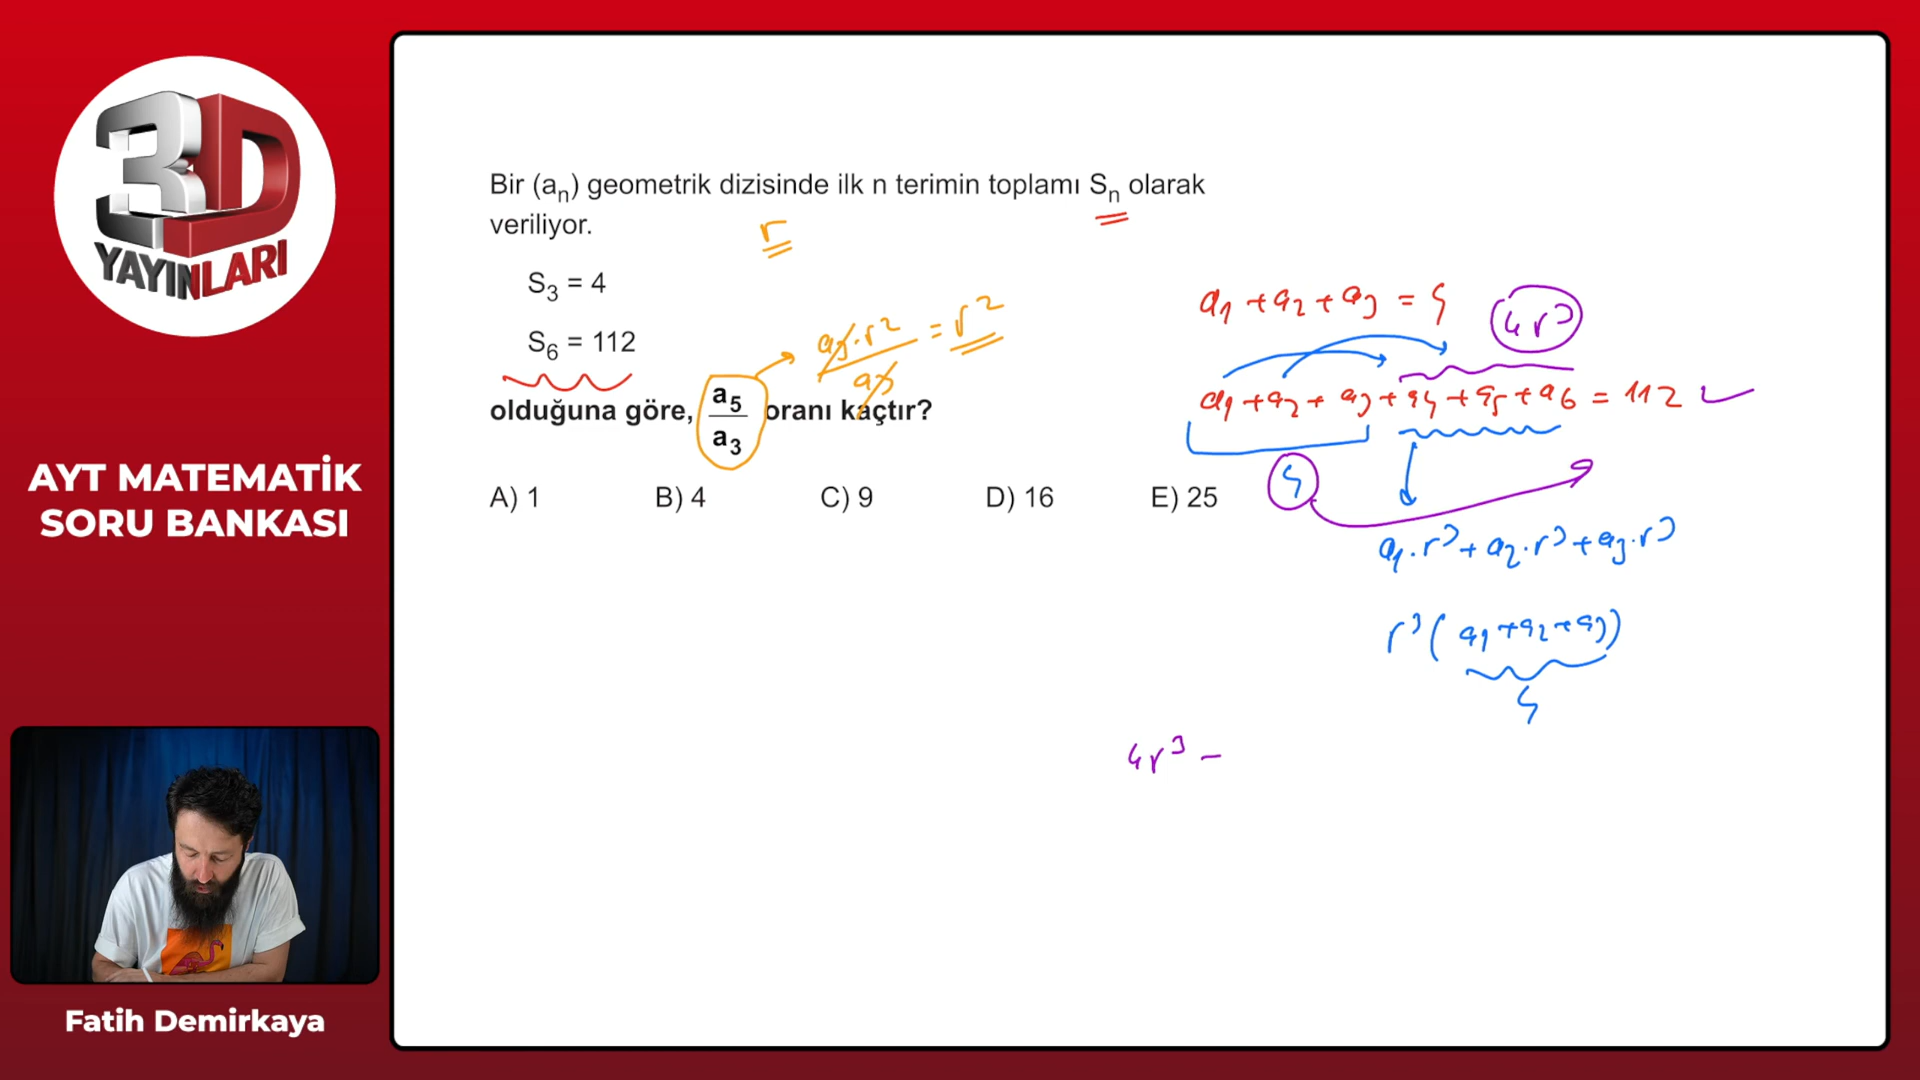 3D
YAYINLARI
AYT MATEMATİK
SORU BANKASI
Fatih Demirkaya
Bir (aₙ) geometrik dizisinde ilk n terimin toplamı Sₙ olarak
veriliyor.
r
S₃ = 4
S₆ = 112
olduğuna göre, a₅/a₃ oranı kaçtır?
A) 1 B) 4 C) 9 D) 16 E) 25
a₃·r²/a₃ = r²
a₁ + a₂ + a₃ = 4
4r³
a₁ + a₂ + a₃ + a₄ + a₅ + a₆ = 112
4
a₁·r³ + a₂·r³ + a₃·r³
r³(a₁+a₂+a₃)
4
4r³ –